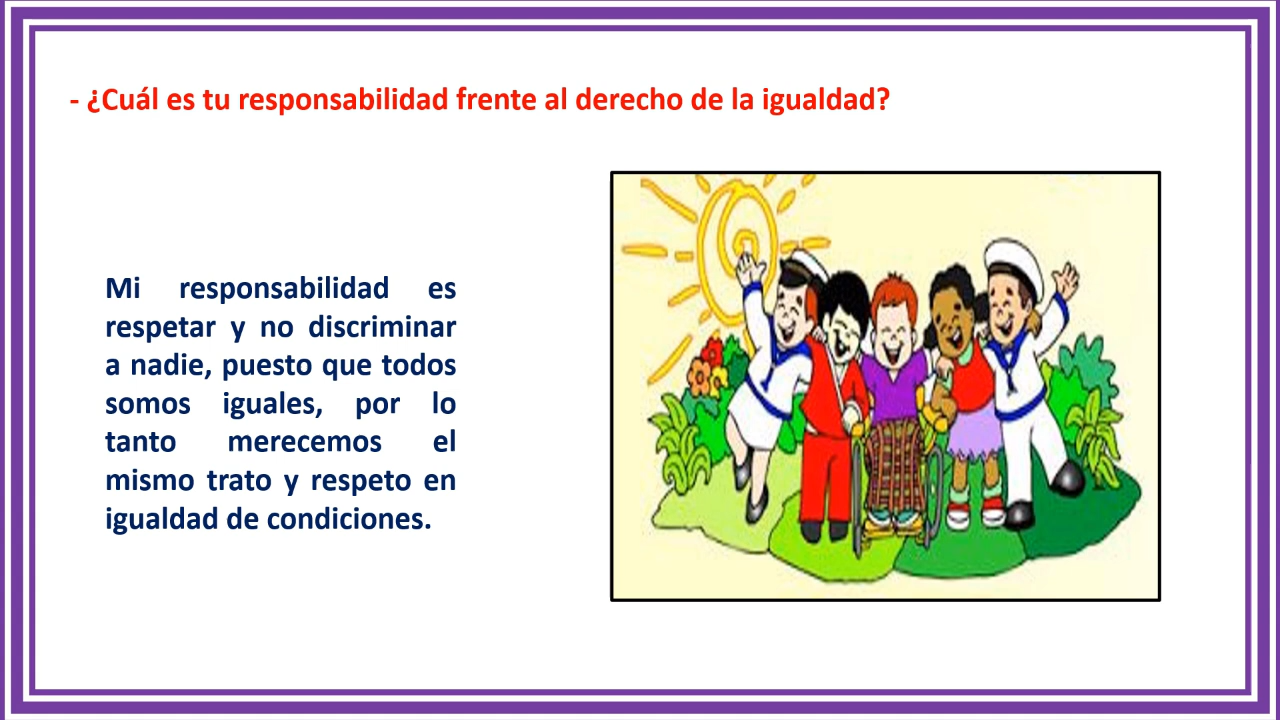 - ¿Cuál es tu responsabilidad frente al derecho de la igualdad?
Mi responsabilidad es
respetar y no discriminar
a nadie, puesto que todos
somos iguales, por lo
tanto merecemos el
mismo trato y respeto en
igualdad de condiciones.